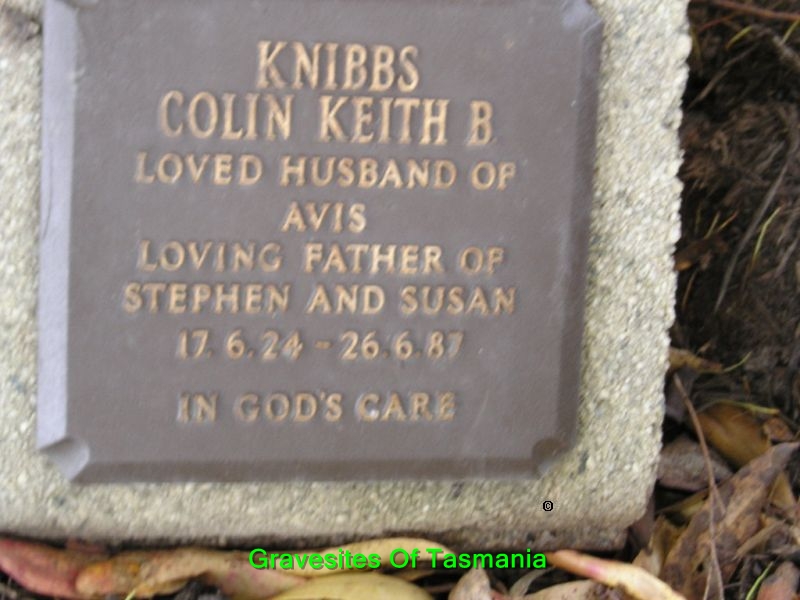 KNIBBS
COLIN KEITH B
LOVED HUSBAND OF
AVIS
LOVING FATHER OF
STEPHEN AND SUSAN
17.6.24 - 26.6.87
IN GOD'S CARE
©
Gravesites Of Tasmania